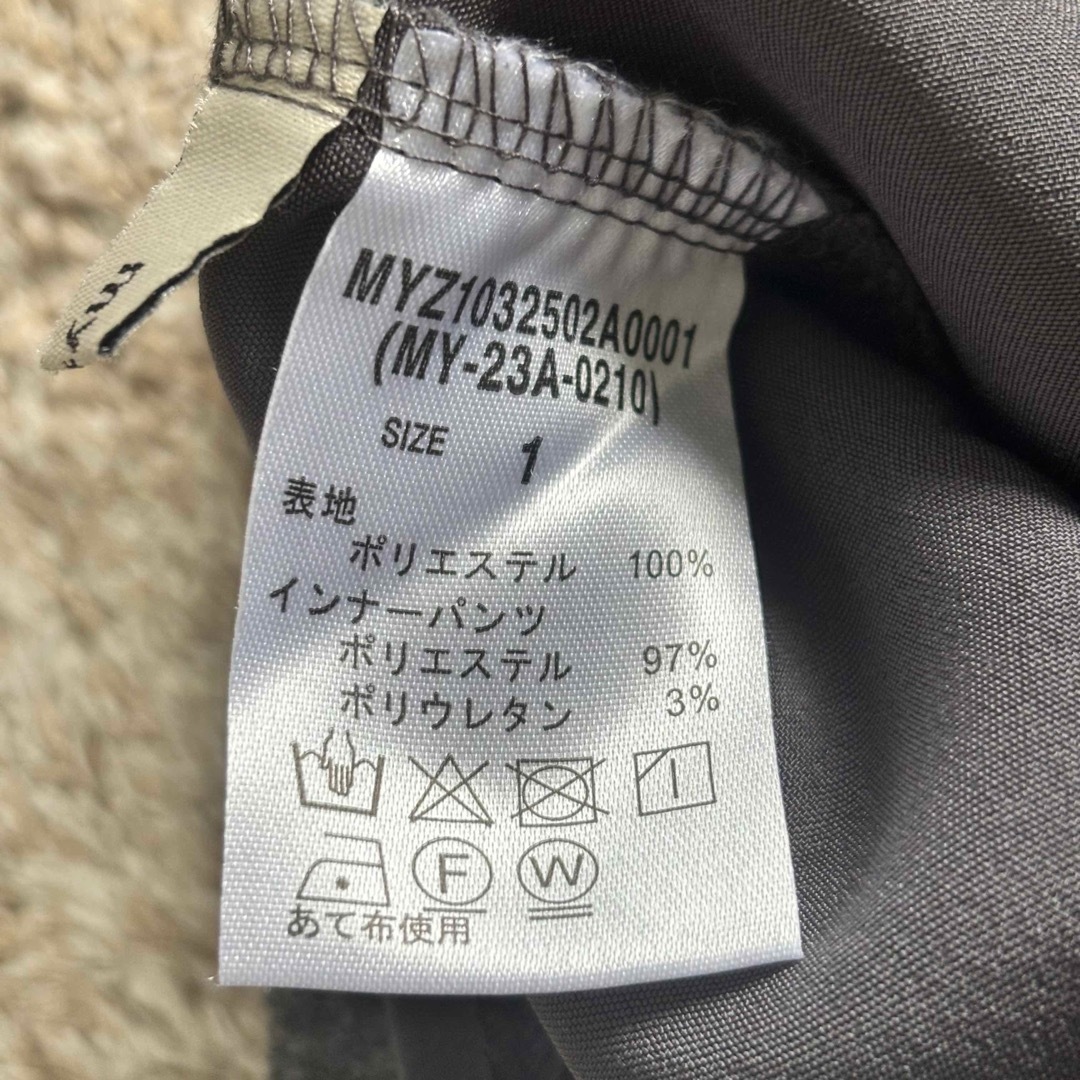 MYZ1032502A0001
(MY-23A-0210)
SIZE 1
表地
ポリエステル 100%
インナーパンツ
ポリエステル 97%
ポリウレタン 3%
F W
あて布使用